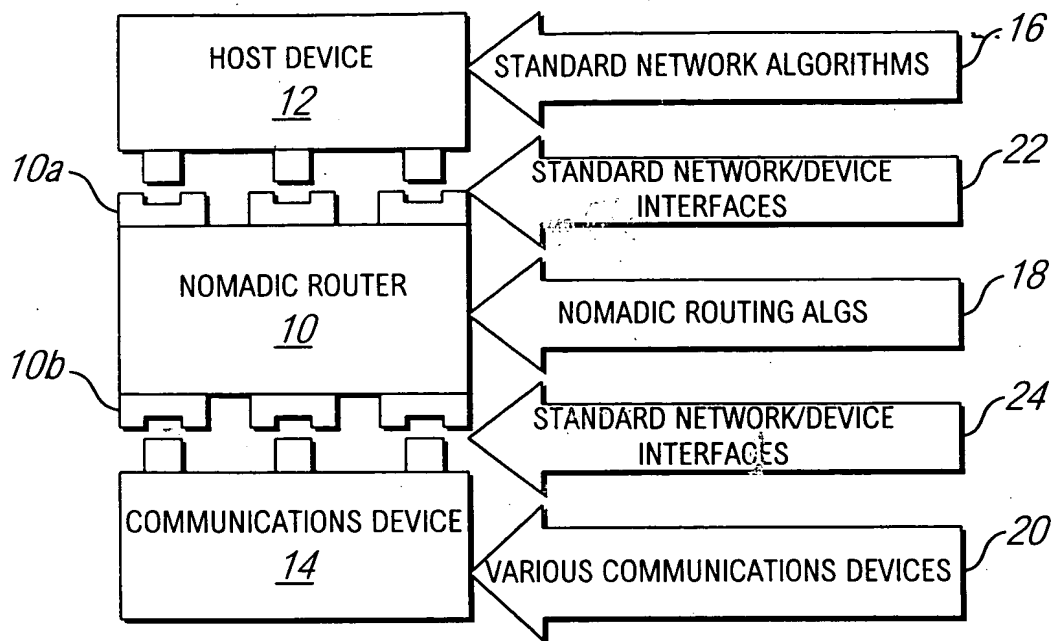 HOST DEVICE
12
STANDARD NETWORK ALGORITHMS
16
10a
STANDARD NETWORK/DEVICE
INTERFACES
22
NOMADIC ROUTER
10
NOMADIC ROUTING ALGS
18
10b
STANDARD NETWORK/DEVICE
INTERFACES
24
COMMUNICATIONS DEVICE
14
VARIOUS COMMUNICATIONS DEVICES
20